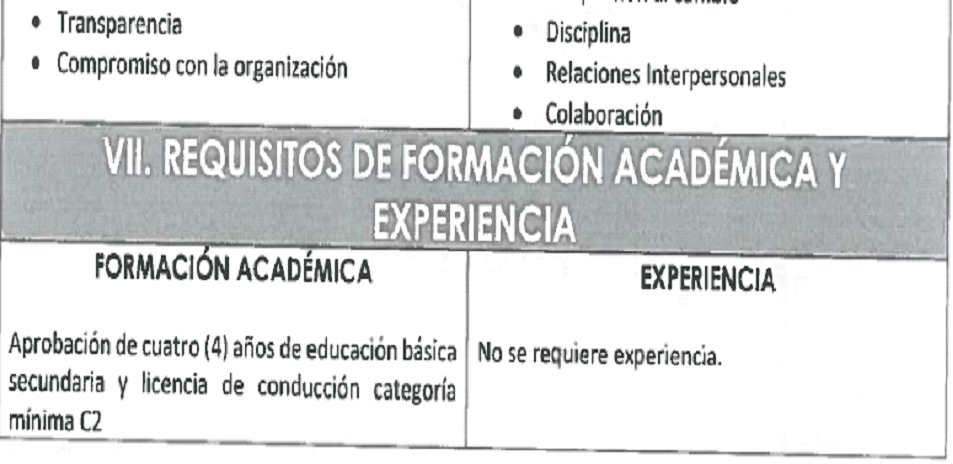 • Transparencia
• Compromiso con la organización
• Disciplina
• Relaciones Interpersonales
• Colaboración
VII. REQUISITOS DE FORMACIÓN ACADÉMICA Y
EXPERIENCIA
FORMACIÓN ACADÉMICA
Aprobación de cuatro (4) años de educación básica
secundaria y licencia de conducción categoría
mínima C2
EXPERIENCIA
No se requiere experiencia.